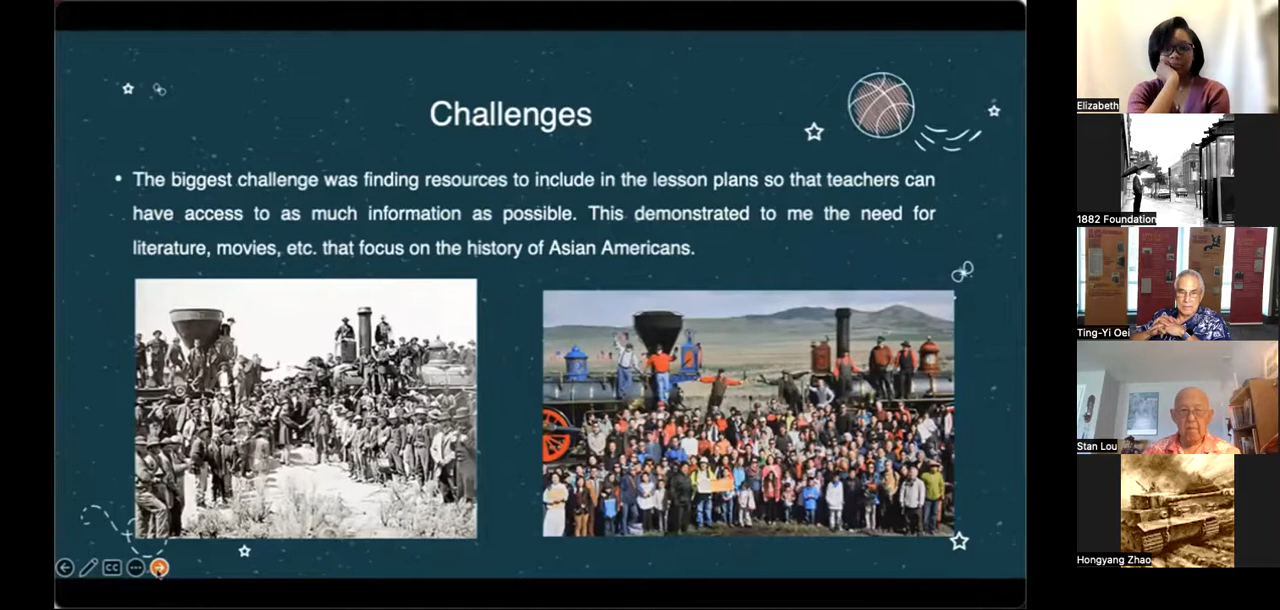 Challenges
• The biggest challenge was finding resources to include in the lesson plans so that teachers can
have access to as much information as possible. This demonstrated to me the need for
literature, movies, etc. that focus on the history of Asian Americans.
CC
Elizabeth
1882 Foundation
Ting-Yi Oei
Stan Lou
Hongyang Zhao